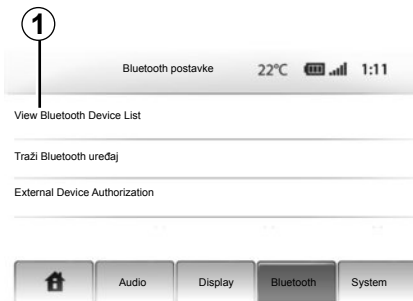 1
Bluetooth postavke 22°C 1:11
View Bluetooth Device List
Traži Bluetooth uređaj
External Device Authorization
Audio Display Bluetooth System